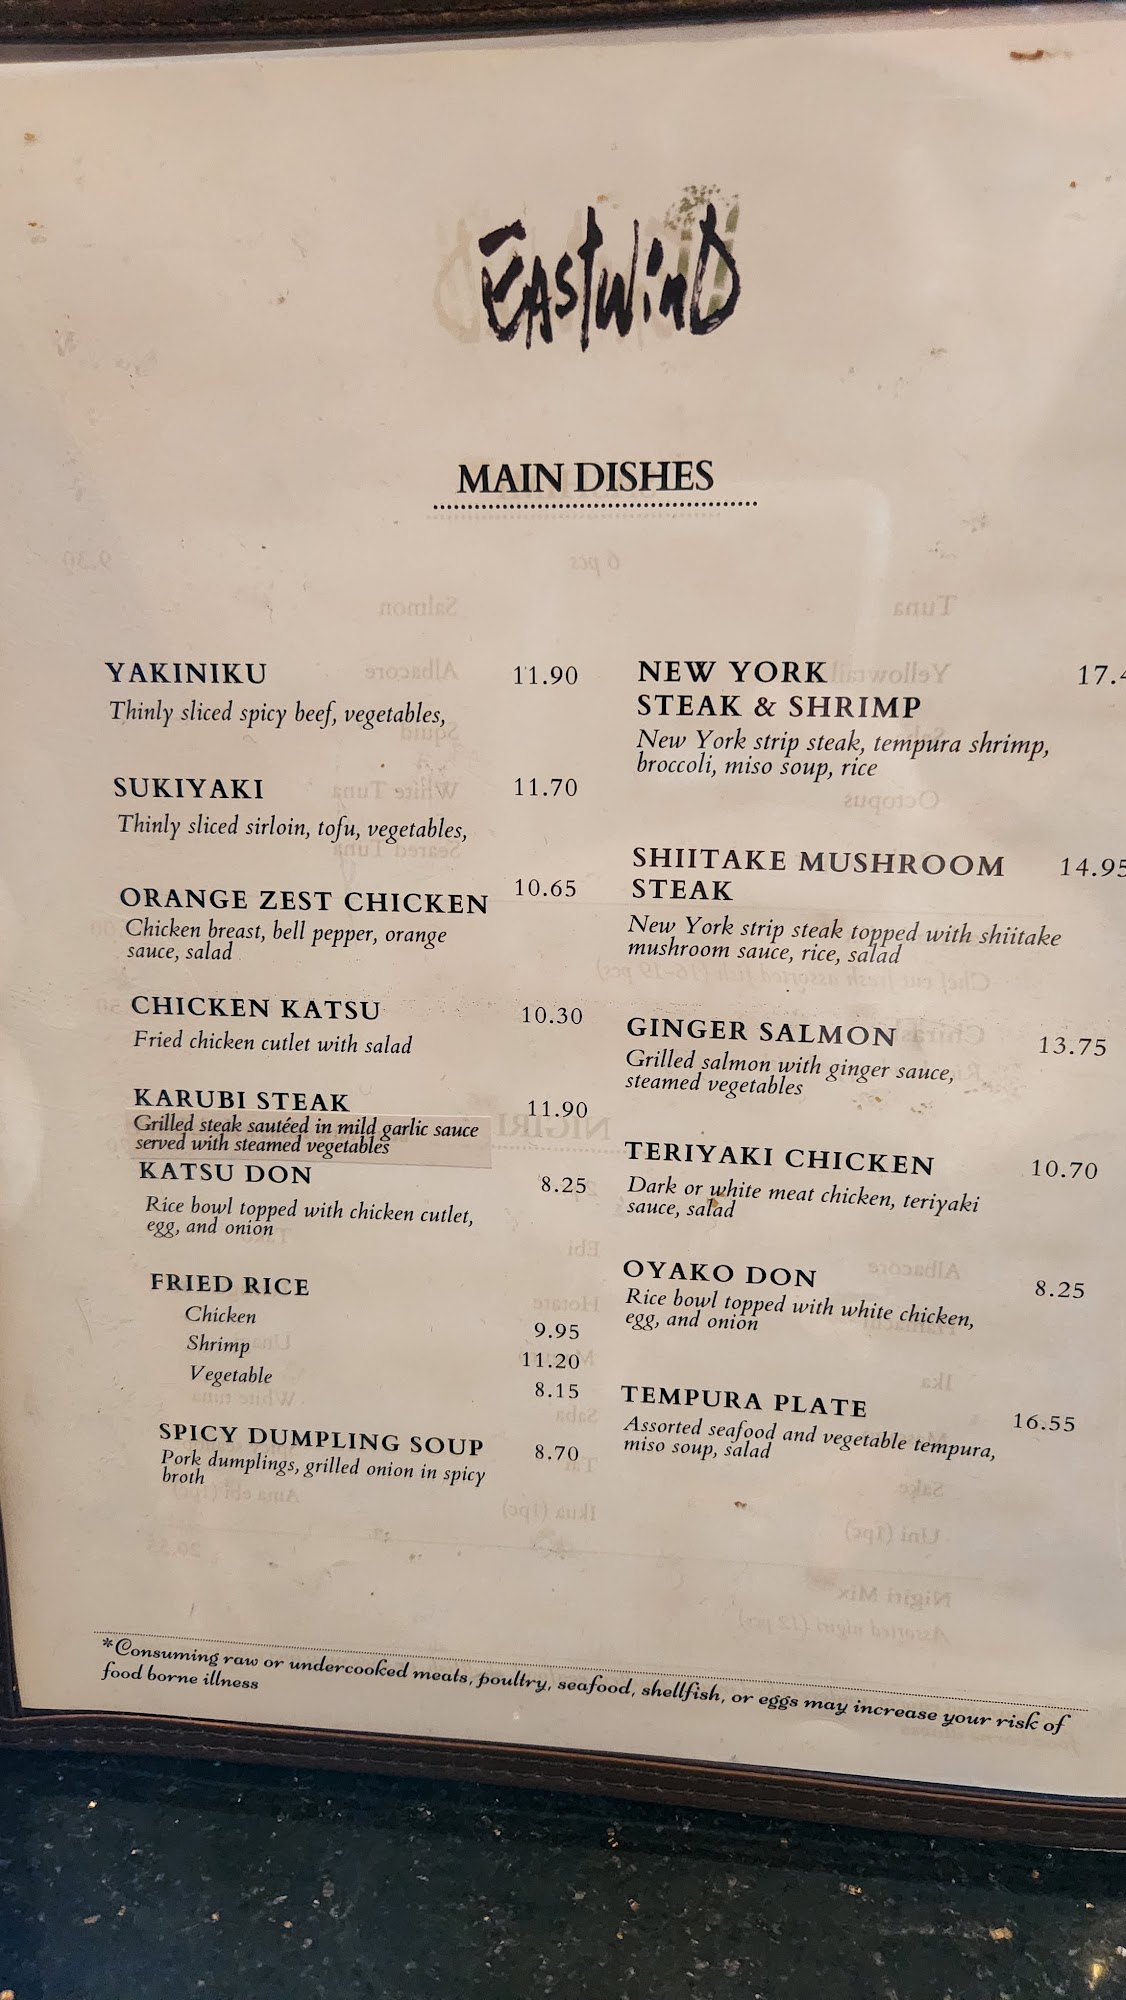 EASTWIND
MAIN DISHES
YAKINIKU 11.90
Thinly sliced spicy beef, vegetables,
SUKIYAKI 11.70
Thinly sliced sirloin, tofu, vegetables,
ORANGE ZEST CHICKEN 10.65
Chicken breast, bell pepper, orange
sauce, salad
CHICKEN KATSU 10.30
Fried chicken cutlet with salad
KARUBI STEAK 11.90
Grilled steak sautéed in mild garlic sauce
served with steamed vegetables
KATSU DON 8.25
Rice bowl topped with chicken cutlet,
egg, and onion
FRIED RICE
Chicken 9.95
Shrimp 11.20
Vegetable 8.15
SPICY DUMPLING SOUP 8.70
Pork dumplings, grilled onion in spicy
broth
NEW YORK 17.4
STEAK & SHRIMP
New York strip steak, tempura shrimp,
broccoli, miso soup, rice
SHIITAKE MUSHROOM 14.95
STEAK
New York strip steak topped with shiitake
mushroom sauce, rice, salad
GINGER SALMON 13.75
Grilled salmon with ginger sauce,
steamed vegetables
TERIYAKI CHICKEN 10.70
Dark or white meat chicken, teriyaki
sauce, salad
OYAKO DON 8.25
Rice bowl topped with white chicken,
egg, and onion
TEMPURA PLATE 16.55
Assorted seafood and vegetable tempura,
miso soup, salad
*Consuming raw or undercooked meats, poultry, seafood, shellfish, or eggs may increase your risk of
food borne illness